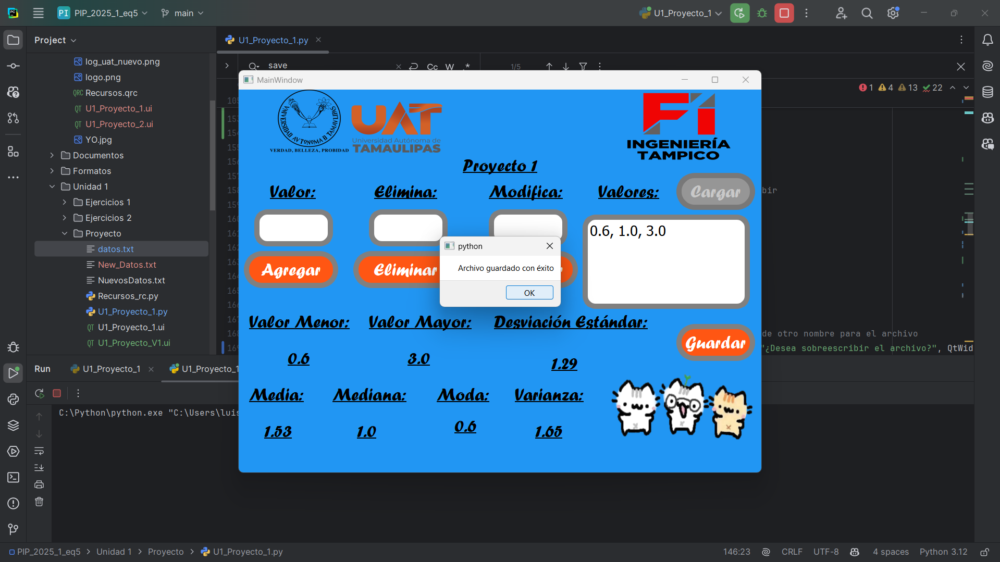 PI PIP_2025_1_eq5
main
U1_Proyecto_1
Project
U1_Proyecto_1.py
log_uat_nuevo.png
logo.png
QRC Recursos.qrc
QT U1_Proyecto_1.ui
QT U1_Proyecto_2.ui
YO.jpg
Documentos
Formatos
Unidad 1
Ejercicios 1
Ejercicios 2
Proyecto
datos.txt
New_Datos.txt
NuevosDatos.txt
Recursos_rc.py
U1_Proyecto_1.py
QT U1_Proyecto_1.ui
QT U1_Proyecto_V1.ui
save
Cc W .* 1/5
1 4 13 22
MainWindow
UNIVERSIDAD AUTONOMA DE TAMAULIPAS
VERDAD, BELLEZA, PROBIDAD
UAT
Universidad Autónoma de
TAMAULIPAS
FI
INGENIERÍA
TAMPICO
Proyecto 1
Valor: Elimina: Modifica: Valores: Cargar
0.6, 1.0, 3.0
Agregar Eliminar
python
Archivo guardado con éxito
OK
Valor Menor: Valor Mayor: Desviación Estándar:
Guardar
0.6 3.0 1.29
Media: Mediana: Moda: Varianza:
1.53 1.0 0.6 1.65
bir
de otro nombre para el archivo
"¿Desea sobreescribir el archivo?", QtWid
Run U1_Proyecto_1 U1_Proyecto_1
C:\Python\python.exe "C:\Users\luis
PIP_2025_1_eq5 > Unidad 1 > Proyecto > U1_Proyecto_1.py
146:23 CRLF UTF-8 4 spaces Python 3.12